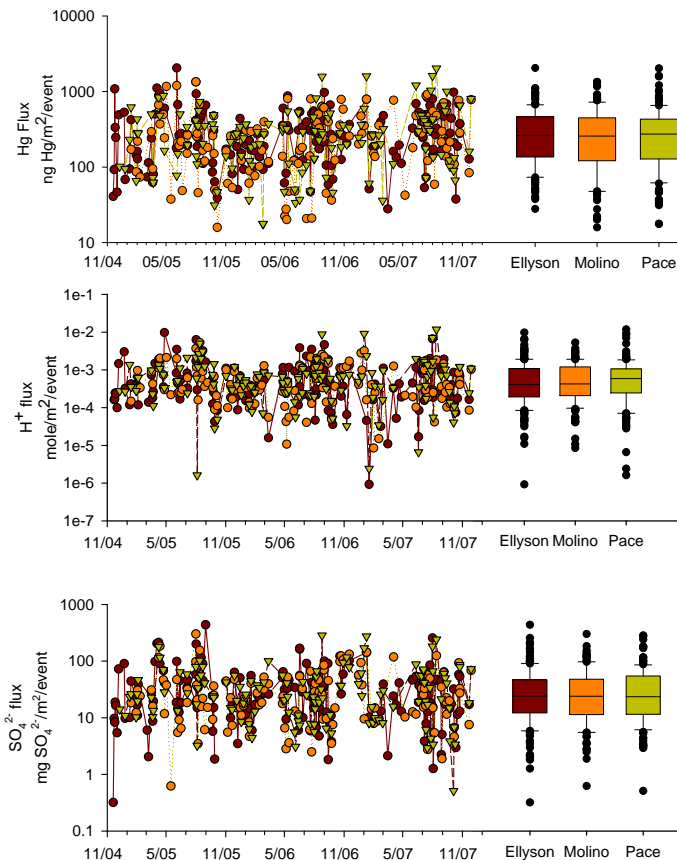 Hg Flux
ng Hg/m2/event
10000
1000
100
10
11/04 05/05 11/05 05/06 11/06 05/07 11/07
Ellyson Molino Pace
H+ flux
mole/m2/event
1e-1
1e-2
1e-3
1e-4
1e-5
1e-6
1e-7
11/04 5/05 11/05 5/06 11/06 5/07 11/07
Ellyson Molino Pace
SO42- flux
mg SO42-/m2/event
1000
100
10
1
0.1
11/04 5/05 11/05 5/06 11/06 5/07 11/07
Ellyson Molino Pace